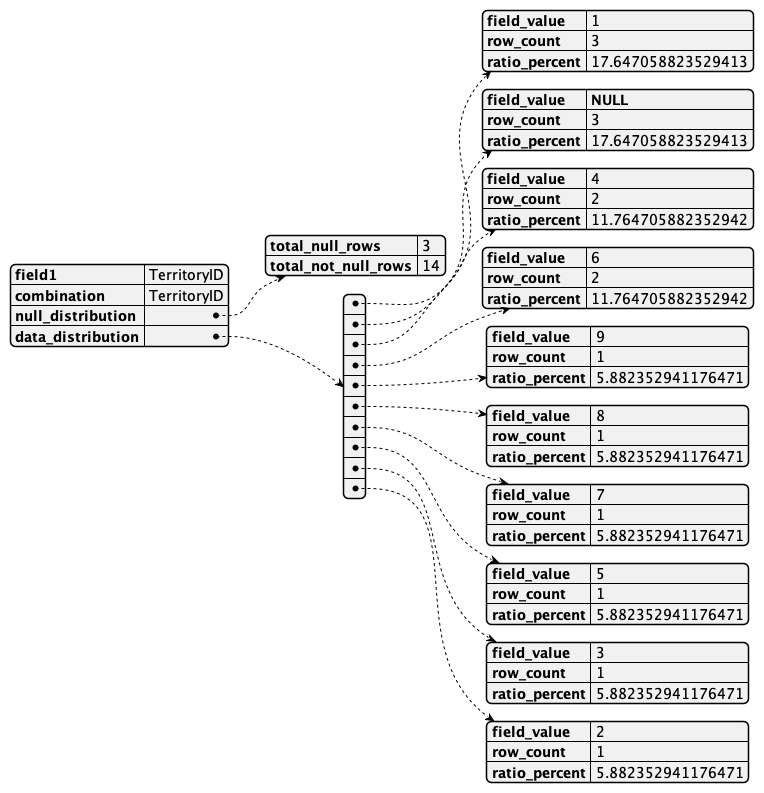 field1 TerritoryID
combination TerritoryID
null_distribution
data_distribution
total_null_rows 3
total_not_null_rows 14
field_value 1
row_count 3
ratio_percent 17.647058823529413
field_value NULL
row_count 3
ratio_percent 17.647058823529413
field_value 4
row_count 2
ratio_percent 11.764705882352942
field_value 6
row_count 2
ratio_percent 11.764705882352942
field_value 9
row_count 1
ratio_percent 5.882352941176471
field_value 8
row_count 1
ratio_percent 5.882352941176471
field_value 7
row_count 1
ratio_percent 5.882352941176471
field_value 5
row_count 1
ratio_percent 5.882352941176471
field_value 3
row_count 1
ratio_percent 5.882352941176471
field_value 2
row_count 1
ratio_percent 5.882352941176471